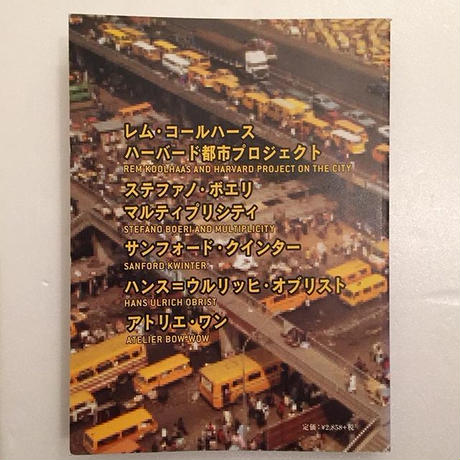 レム・コールハース
ハーバード都市プロジェクト
REM KOOLHAAS AND HARVARD PROJECT ON THE CITY
ステファノ・ボエリ
マルティプリシティ
STEFANO BOERI AND MULTIPLICITY
サンフォード・クインター
SANFORD KWINTER
ハンス=ウルリッヒ・オブリスト
HANS ULRICH OBRIST
アトリエ・ワン
ATELIER BOW-WOW
定価:¥2,858+税